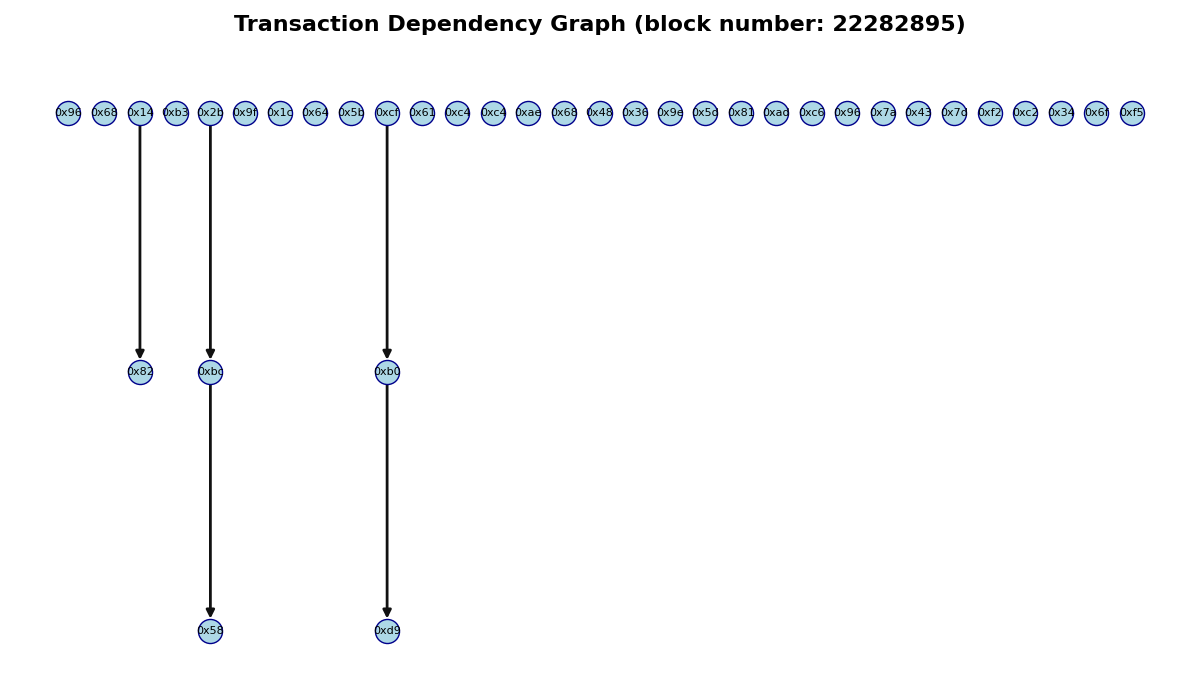 Transaction Dependency Graph (block number: 22282895)
0x96 0x68 0x14 0xb3 0x2b 0x9f 0x1c 0x64 0x5b 0xcf 0x61 0xc4 0xc4 0xae 0x68 0x48 0x36 0x9e 0x5d 0x81 0xad 0xc6 0x96 0x7a 0x43 0x7d 0xf2 0xc2 0x34 0x6f 0xf5
0x82 0xb0
0x58 0xd9